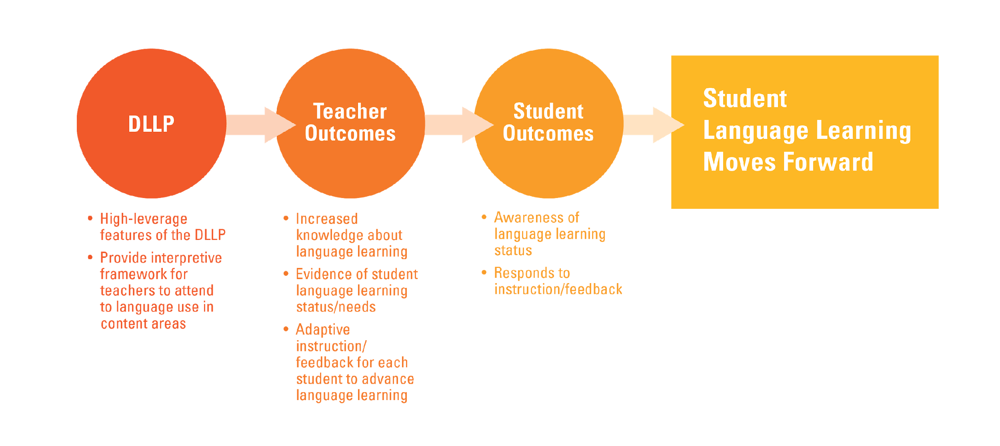 DLLP
• High-leverage
features of the DLLP
• Provide interpretive
framework for
teachers to attend
to language use in
content areas
Teacher
Outcomes
• Increased
knowledge about
language learning
• Evidence of student
language learning
status/needs
• Adaptive
instruction/
feedback for each
student to advance
language learning
Student
Outcomes
• Awareness of
language learning
status
• Responds to
instruction/feedback
Student
Language Learning
Moves Forward